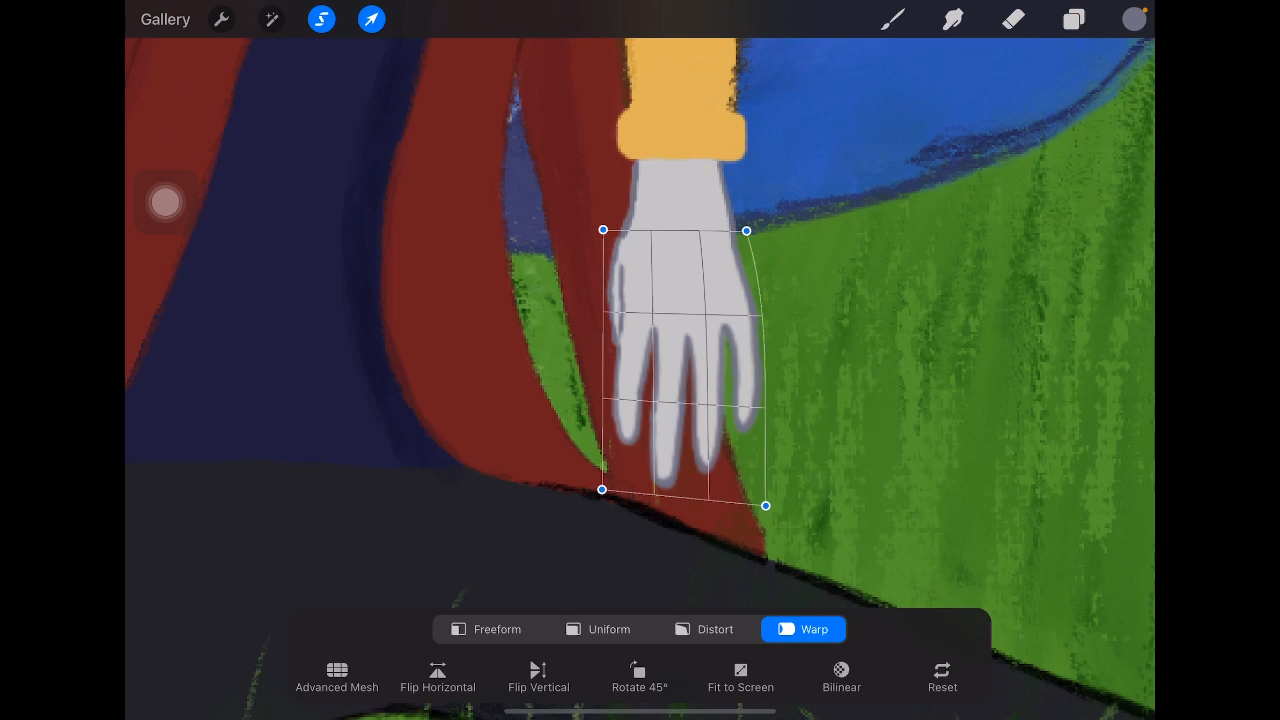 Gallery
Freeform Uniform Distort Warp
Advanced Mesh Flip Horizontal Flip Vertical Rotate 45° Fit to Screen Bilinear Reset